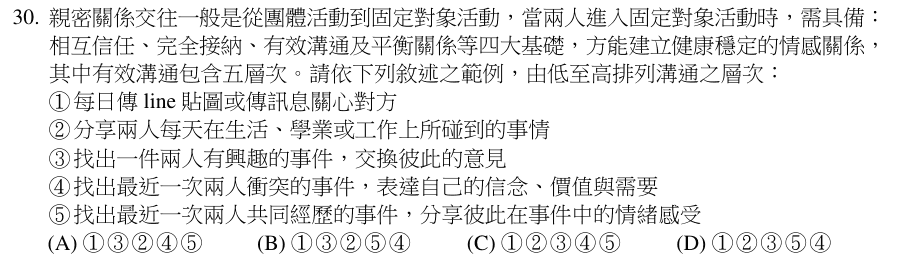 30. 親密關係交往一般是從團體活動到固定對象活動，當兩人進入固定對象活動時，需具備：
相互信任、完全接納、有效溝通及平衡關係等四大基礎，方能建立健康穩定的情感關係，
其中有效溝通包含五層次。請依下列敘述之範例，由低至高排列溝通之層次：
①每日傳 line 貼圖或傳訊息關心對方
②分享兩人每天在生活、學業或工作上所碰到的事情
③找出一件兩人有興趣的事件，交換彼此的意見
④找出最近一次兩人衝突的事件，表達自己的信念、價值與需要
⑤找出最近一次兩人共同經歷的事件，分享彼此在事件中的情緒感受
(A) ①③②④⑤ (B) ①③②⑤④ (C) ①②③④⑤ (D) ①②③⑤④